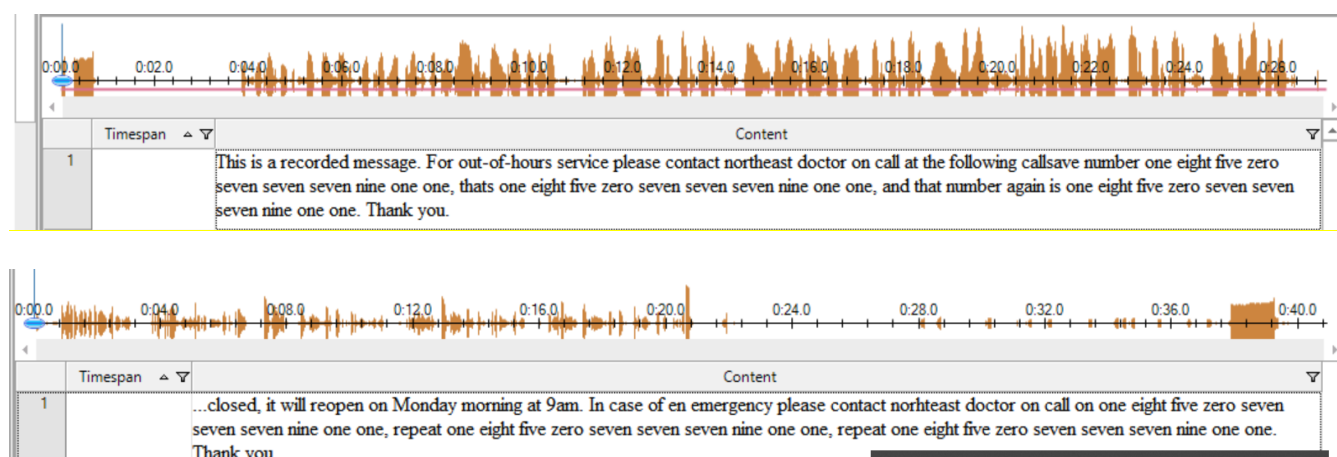 0:00.0 0:02.0 0:04.0 0:06.0 0:08.0 0:10.0 0:12.0 0:14.0 0:16.0 0:18.0 0:20.0 0:22.0 0:24.0 0:26.0
Timespan Content
1 This is a recorded message. For out-of-hours service please contact northeast doctor on call at the following callsave number one eight five zero
seven seven seven nine one one, thats one eight five zero seven seven seven nine one one, and that number again is one eight five zero seven seven
seven nine one one. Thank you.
0:00.0 0:04.0 0:08.0 0:12.0 0:16.0 0:20.0 0:24.0 0:28.0 0:32.0 0:36.0 0:40.0
Timespan Content
1 ...closed, it will reopen on Monday morning at 9am. In case of en emergency please contact norhteast doctor on call on one eight five zero seven
seven seven nine one one, repeat one eight five zero seven seven seven nine one one, repeat one eight five zero seven seven seven nine one one.
Thank you